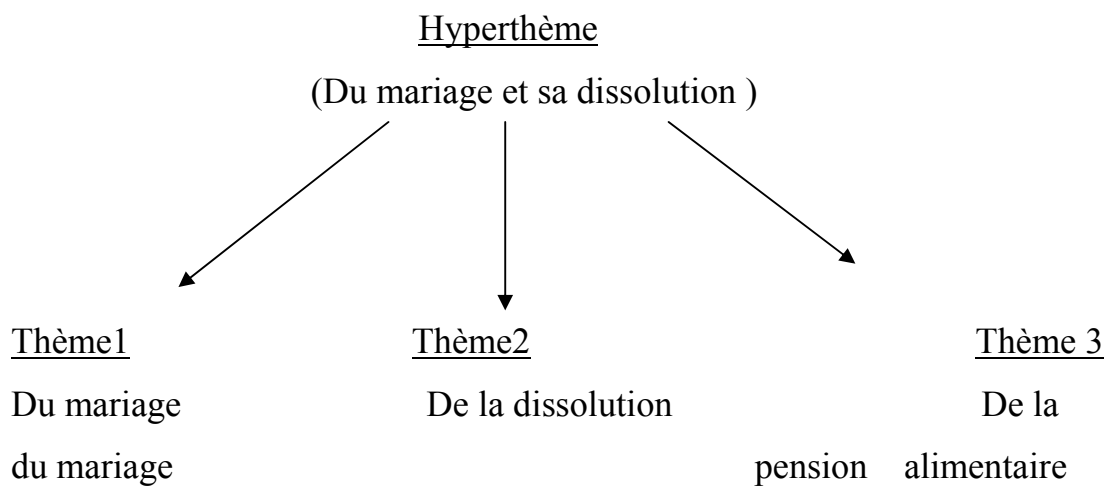 Hyperthème
(Du mariage et sa dissolution )
Thème1 Thème2 Thème 3
Du mariage De la dissolution De la
du mariage pension alimentaire